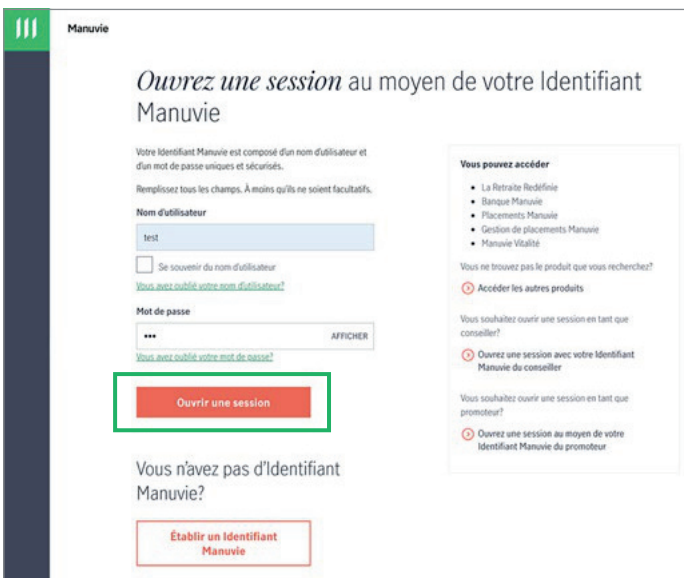 Manuvie
Ouvrez une session au moyen de votre Identifiant
Manuvie
Votre Identifiant Manuvie est composé d'un nom d'utilisateur et
d'un mot de passe uniques et sécurisés.
Remplissez tous les champs. À moins qu'ils ne soient facultatifs.
Nom d'utilisateur
test
Se souvenir du nom d'utilisateur
Vous avez oublié votre nom d'utilisateur?
Mot de passe
••• AFFICHER
Vous avez oublié votre mot de passe?
Ouvrir une session
Vous n'avez pas d'Identifiant
Manuvie?
Établir un Identifiant
Manuvie
Vous pouvez accéder
• La Retraite Redéfinie
• Banque Manuvie
• Placements Manuvie
• Gestion de placements Manuvie
• Manuvie Vitalité
Vous ne trouvez pas le produit que vous recherchez?
Accéder les autres produits
Vous souhaitez ouvrir une session en tant que
conseiller?
Ouvrez une session avec votre Identifiant
Manuvie du conseiller
Vous souhaitez ouvrir une session en tant que
promoteur?
Ouvrez une session au moyen de votre
Identifiant Manuvie du promoteur